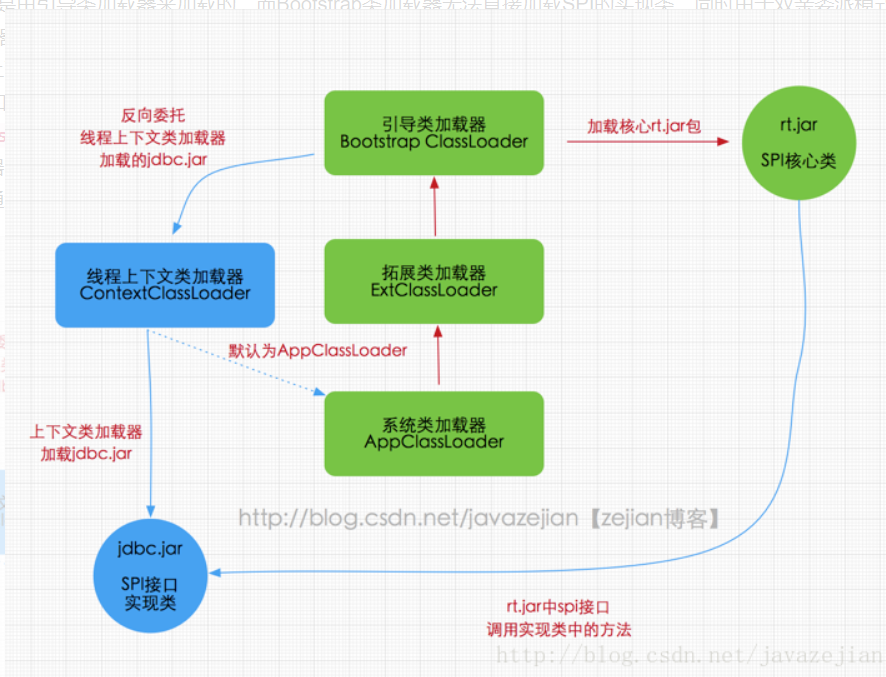 反向委托
线程上下文类加载器
加载的jdbc.jar
引导类加载器
Bootstrap ClassLoader
加载核心rt.jar包
rt.jar
SPI核心类
线程上下文类加载器
ContextClassLoader
拓展类加载器
ExtClassLoader
默认为AppClassLoader
系统类加载器
AppClassLoader
上下文类加载器
加载jdbc.jar
http://blog.csdn.net/javazejian【zejian博客】
jdbc.jar
SPI接口
实现类
rt.jar中spi接口
调用实现类中的方法
http://blog.csdn.net/javazejian